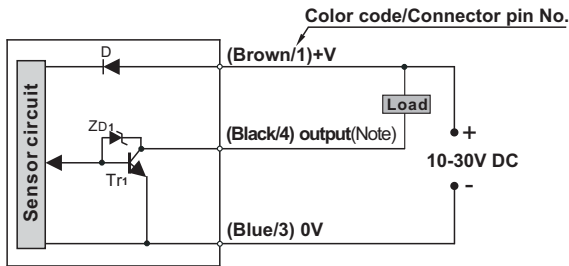 Color code/Connector pin No.
D
(Brown/1)+V
Load
ZD1
(Black/4) output(Note)
+
10-30V DC
Sensor circuit
Tr1
-
(Blue/3) 0V